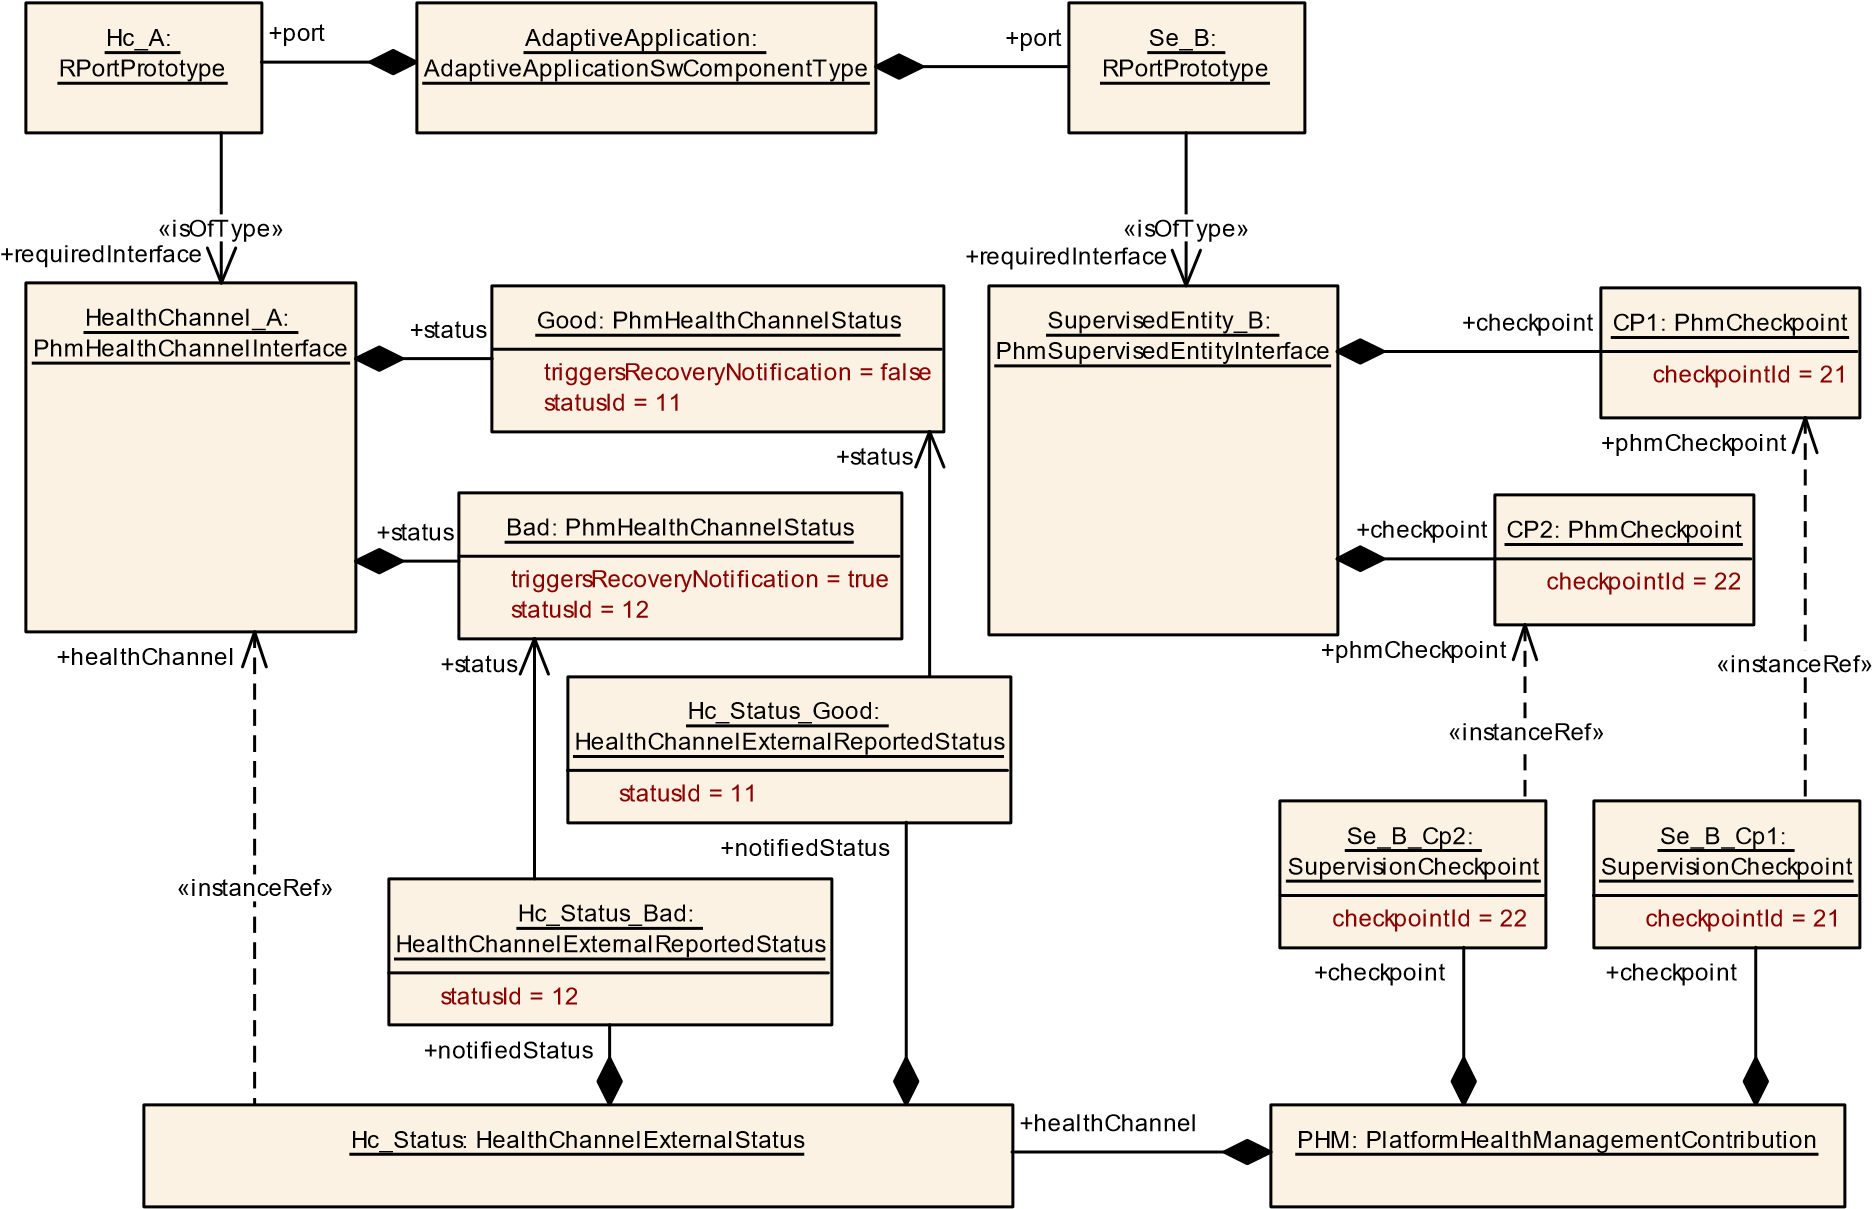 Hc_A:
RPortPrototype
+port
AdaptiveApplication:
AdaptiveApplicationSwComponentType
+port
Se_B:
RPortPrototype
«isOfType»
+requiredInterface
«isOfType»
+requiredInterface
HealthChannel_A:
PhmHealthChannelInterface
+status
Good: PhmHealthChannelStatus
triggersRecoveryNotification = false
statusId = 11
SupervisedEntity_B:
PhmSupervisedEntityInterface
+checkpoint
CP1: PhmCheckpoint
checkpointId = 21
+status
+phmCheckpoint
+status
Bad: PhmHealthChannelStatus
triggersRecoveryNotification = true
statusId = 12
+checkpoint
CP2: PhmCheckpoint
checkpointId = 22
+healthChannel
+status
+phmCheckpoint
«instanceRef»
Hc_Status_Good:
HealthChannelExternalReportedStatus
statusId = 11
«instanceRef»
+notifiedStatus
Se_B_Cp2:
SupervisionCheckpoint
checkpointId = 22
Se_B_Cp1:
SupervisionCheckpoint
checkpointId = 21
«instanceRef»
Hc_Status_Bad:
HealthChannelExternalReportedStatus
statusId = 12
+checkpoint
+checkpoint
+notifiedStatus
Hc_Status: HealthChannelExternalStatus
+healthChannel
PHM: PlatformHealthManagementContribution